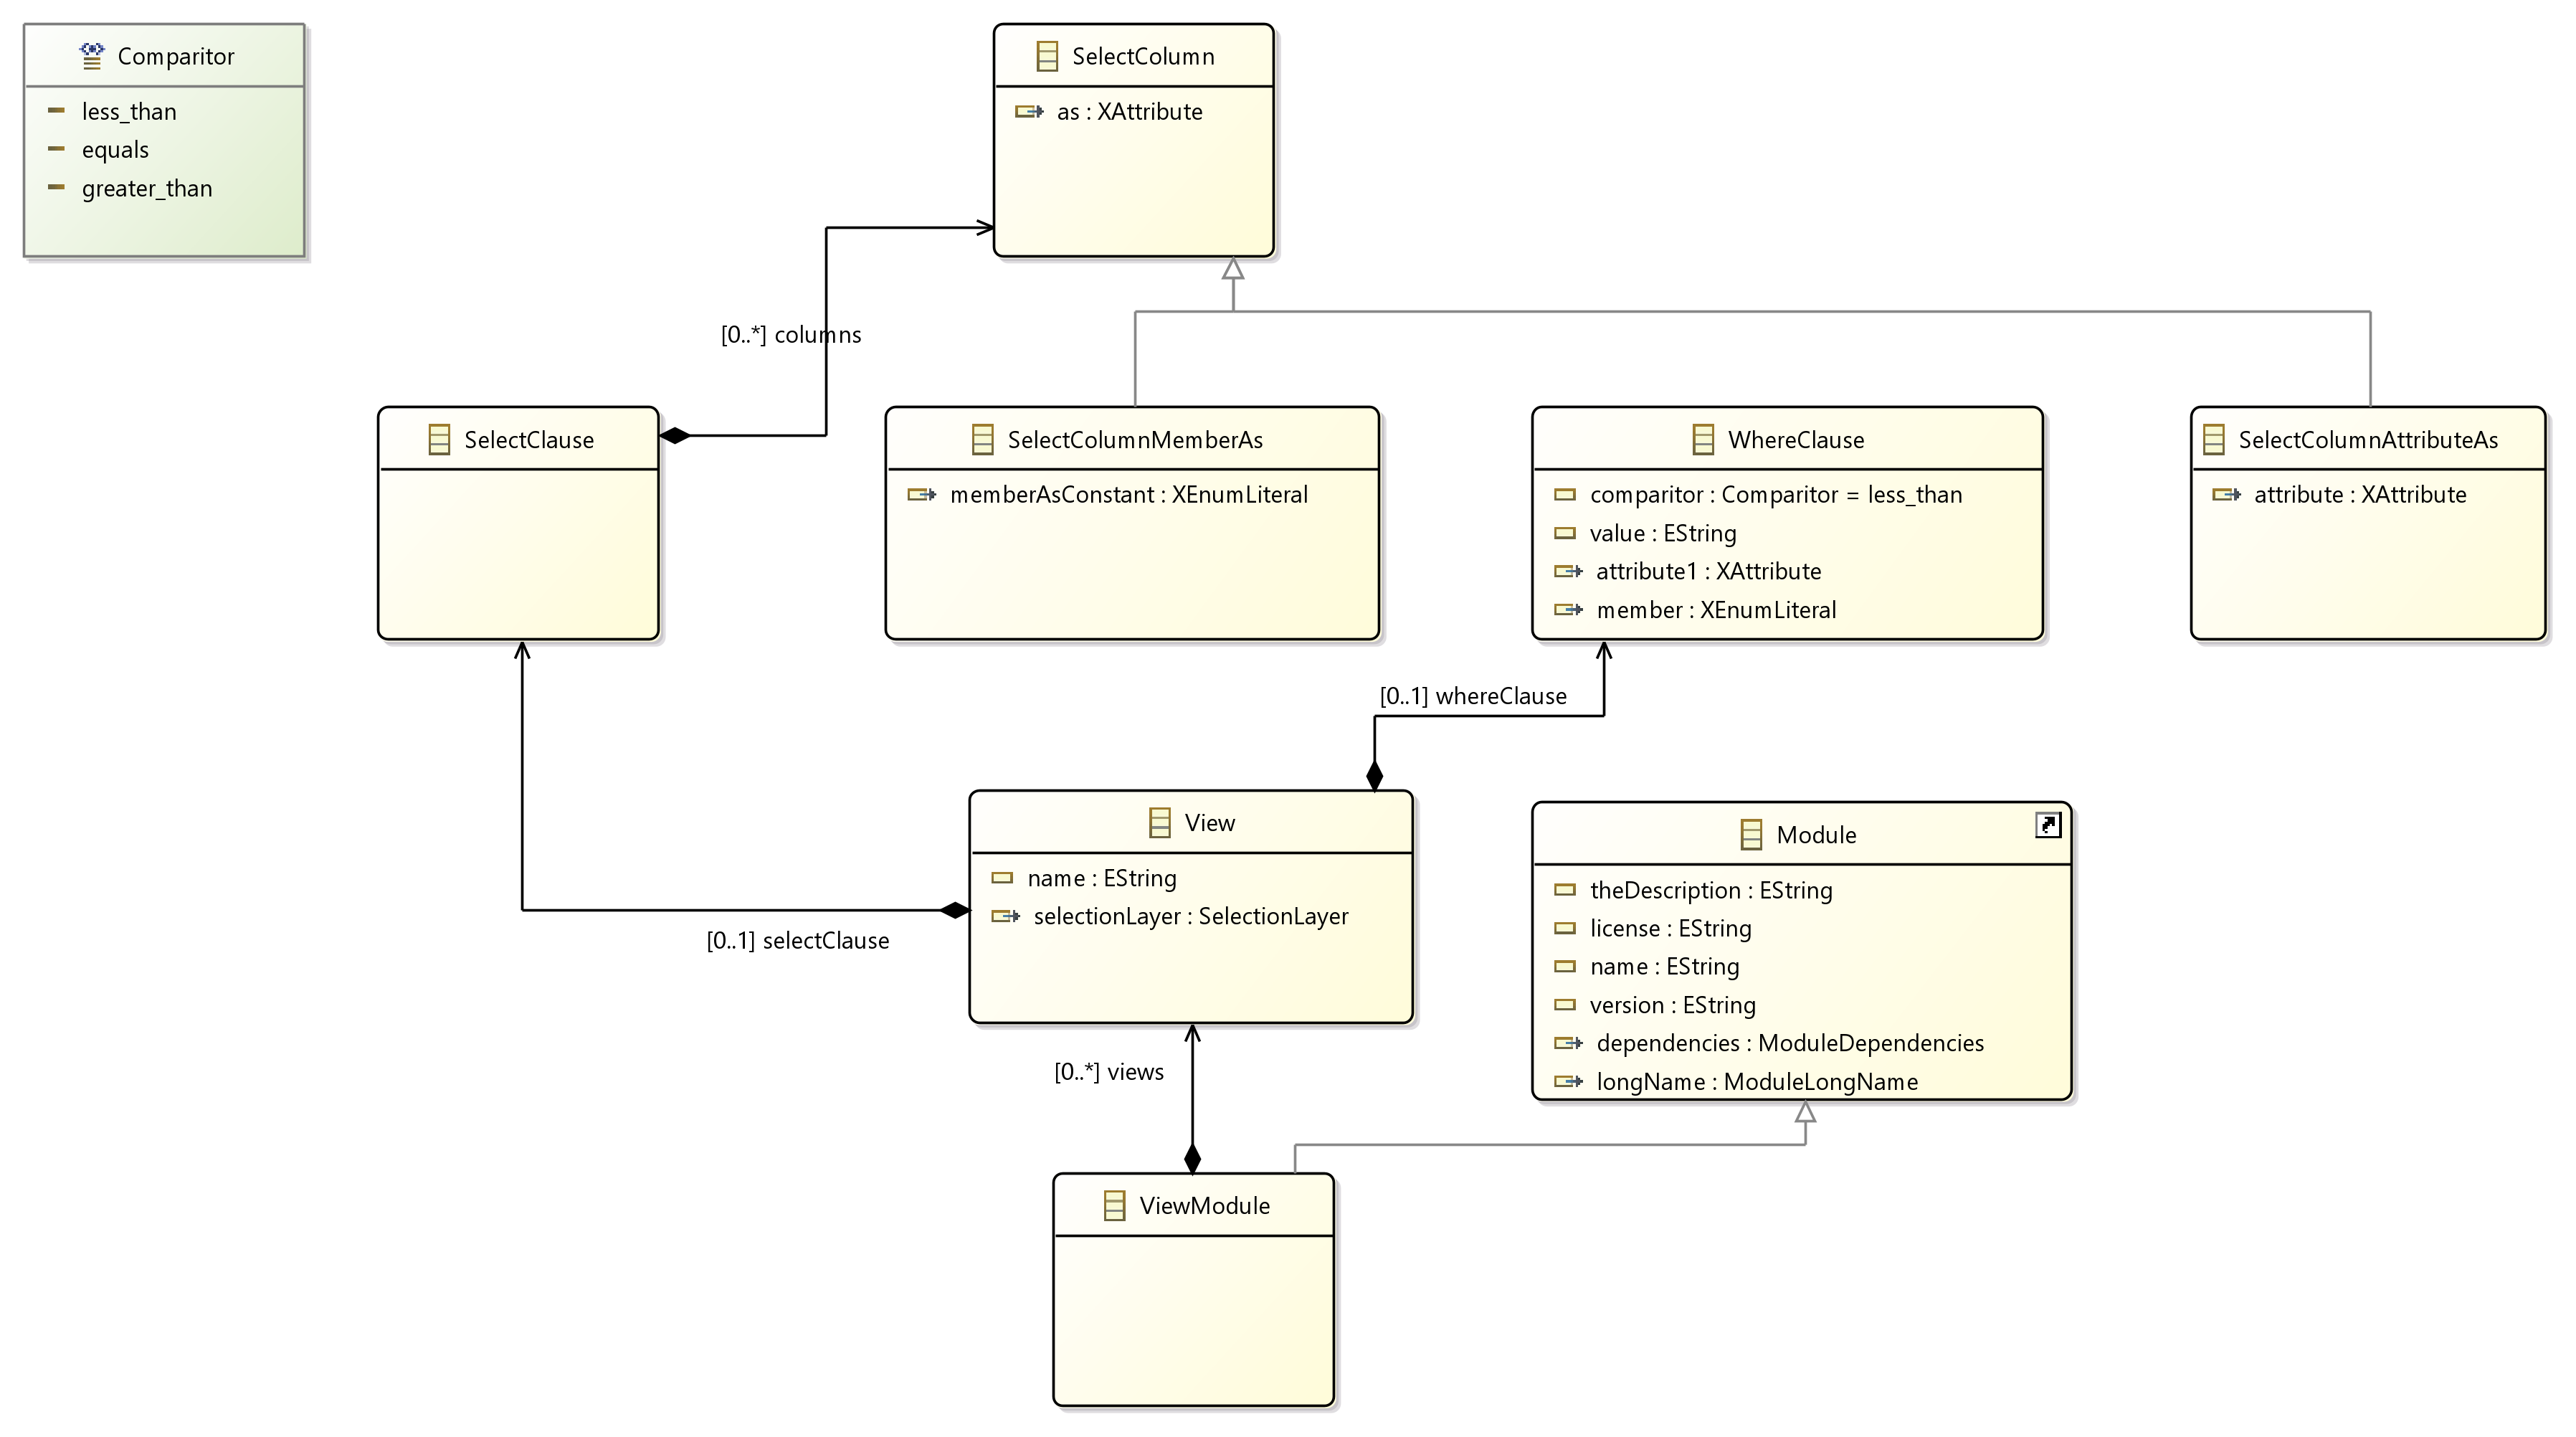 Comparitor
less_than
equals
greater_than
SelectColumn
as : XAttribute
[0..*] columns
SelectClause
SelectColumnMemberAs
memberAsConstant : XEnumLiteral
WhereClause
comparitor : Comparitor = less_than
value : EString
attribute1 : XAttribute
member : XEnumLiteral
SelectColumnAttributeAs
attribute : XAttribute
[0..1] whereClause
View
name : EString
selectionLayer : SelectionLayer
[0..1] selectClause
Module
theDescription : EString
license : EString
name : EString
version : EString
dependencies : ModuleDependencies
longName : ModuleLongName
[0..*] views
ViewModule